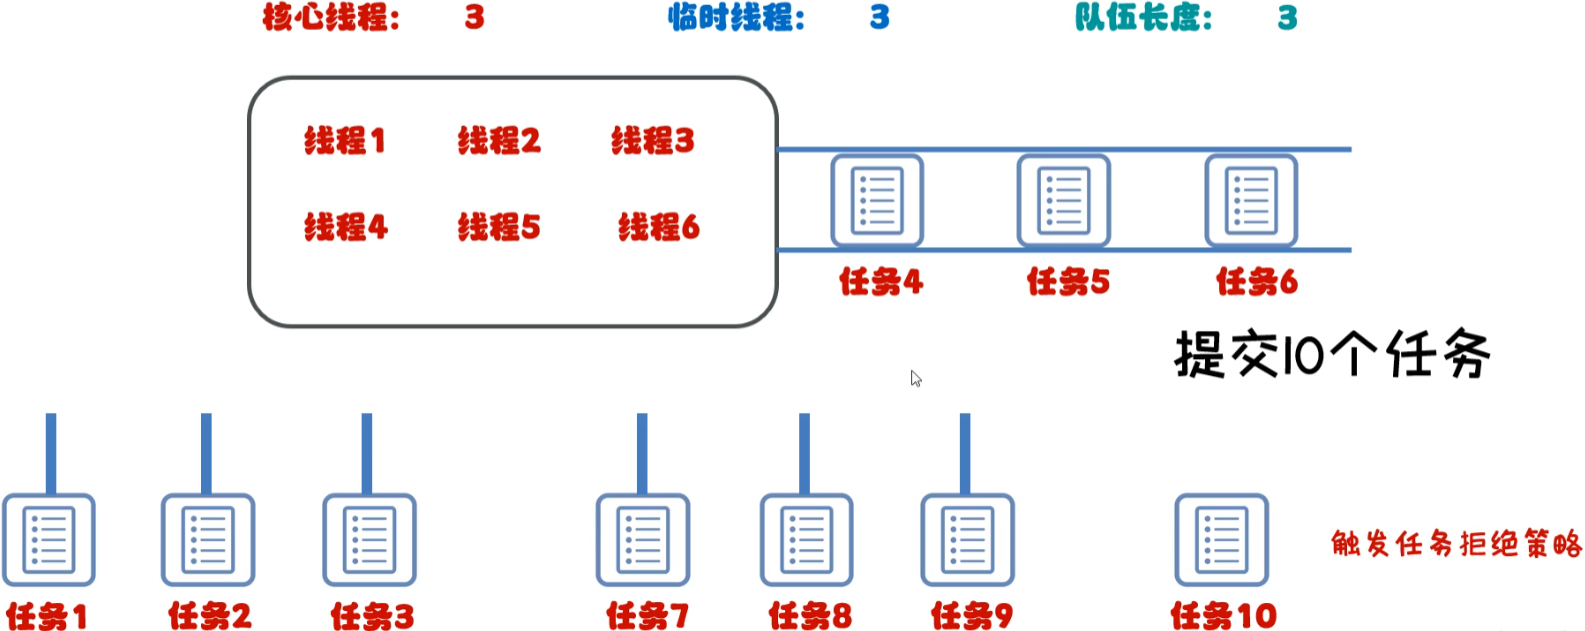 核心线程： 3 临时线程： 3 队伍长度： 3
线程1 线程2 线程3
线程4 线程5 线程6
任务4 任务5 任务6
提交10个任务
触发任务拒绝策略
任务1 任务2 任务3 任务7 任务8 任务9 任务10